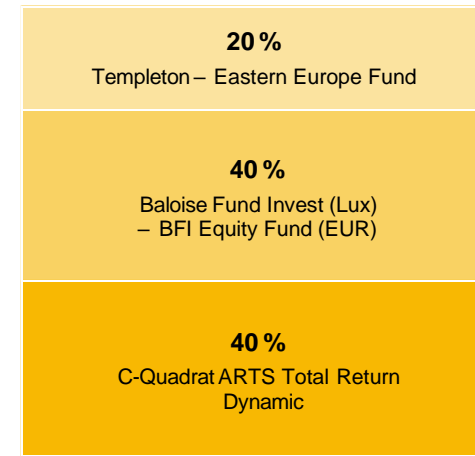 20 %
Templeton – Eastern Europe Fund
40 %
Baloise Fund Invest (Lux)
– BFI Equity Fund (EUR)
40 %
C-Quadrat ARTS Total Return
Dynamic